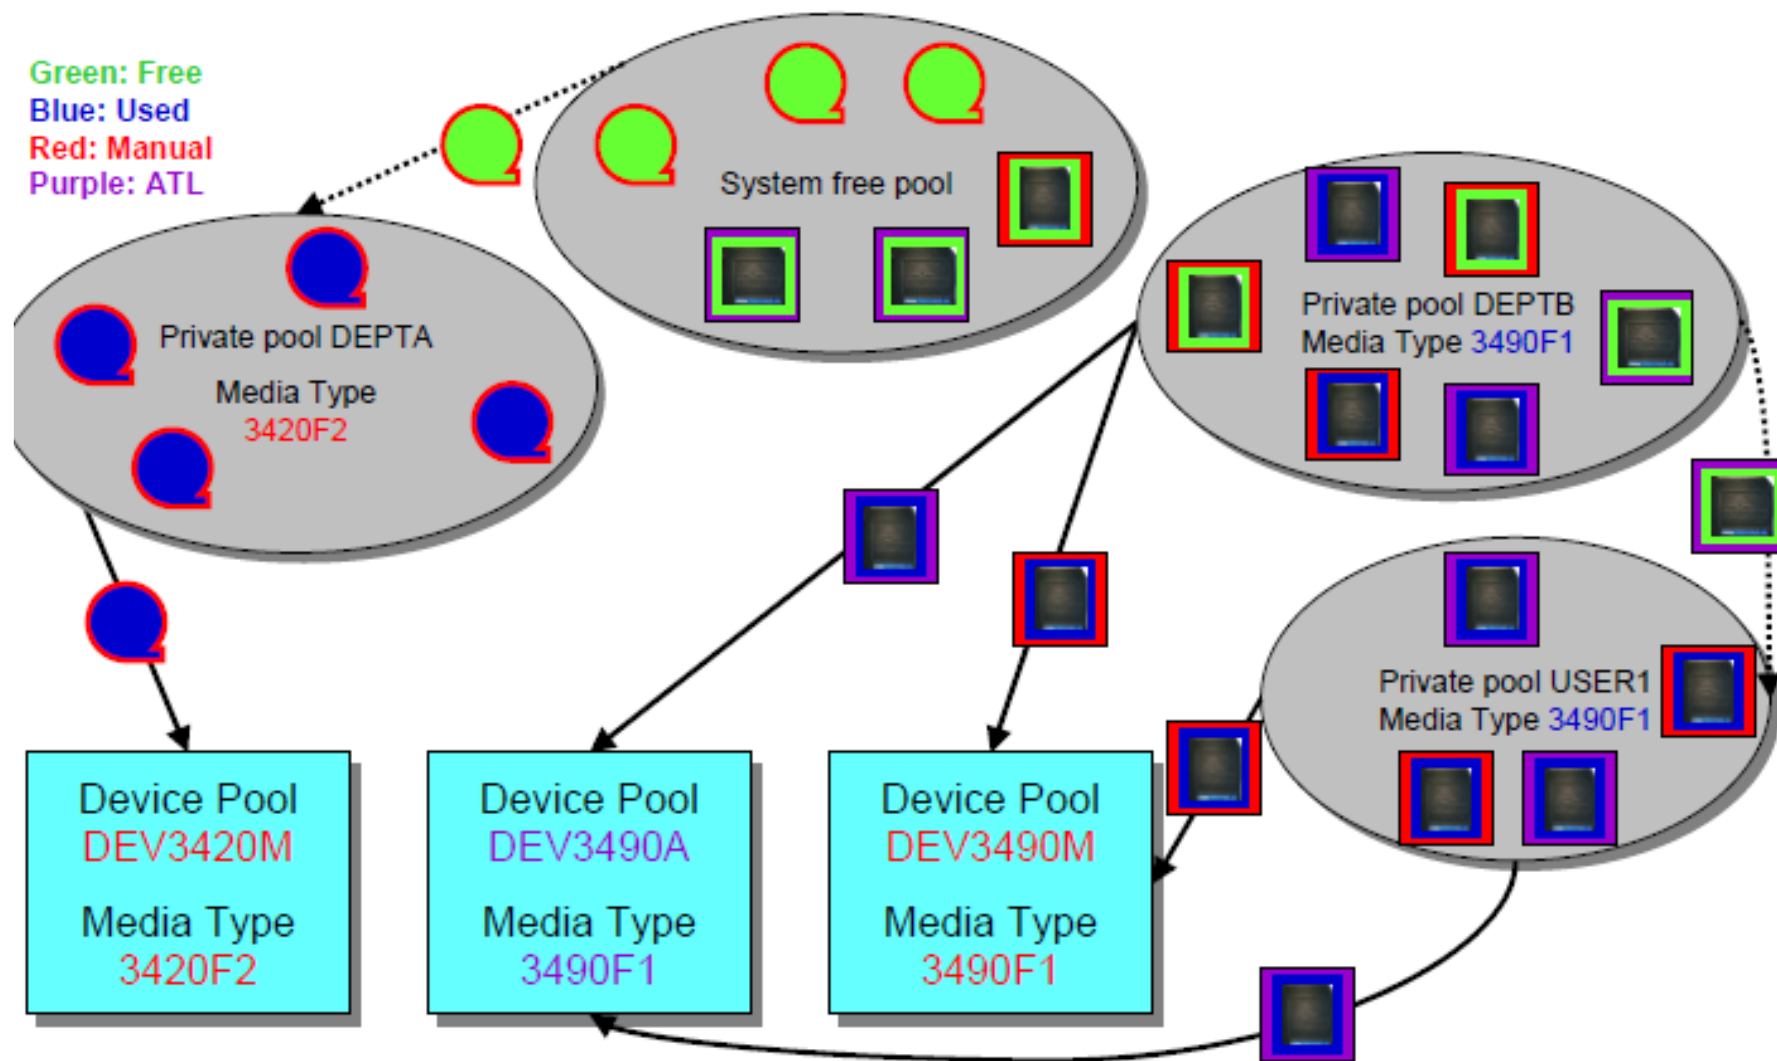 Green: Free
Blue: Used
Red: Manual
Purple: ATL
System free pool
Private pool DEPTA
Media Type
3420F2
Private pool DEPTB
Media Type 3490F1
Private pool USER1
Media Type 3490F1
Device Pool
DEV3420M
Media Type
3420F2
Device Pool
DEV3490A
Media Type
3490F1
Device Pool
DEV3490M
Media Type
3490F1